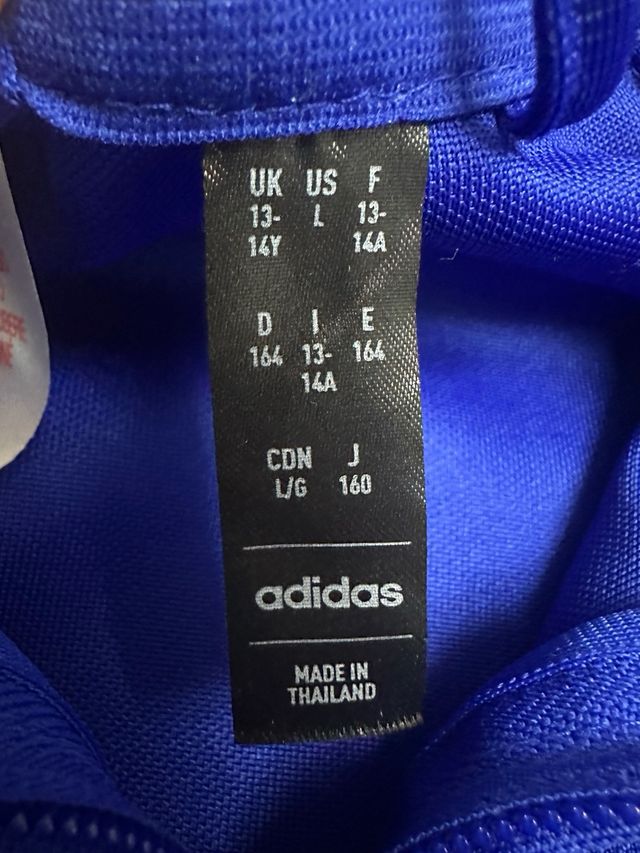 UK US F
13- L 13-
14Y 14A
D I E
164 13- 164
14A
CDN J
L/G 160
adidas
MADE IN
THAILAND